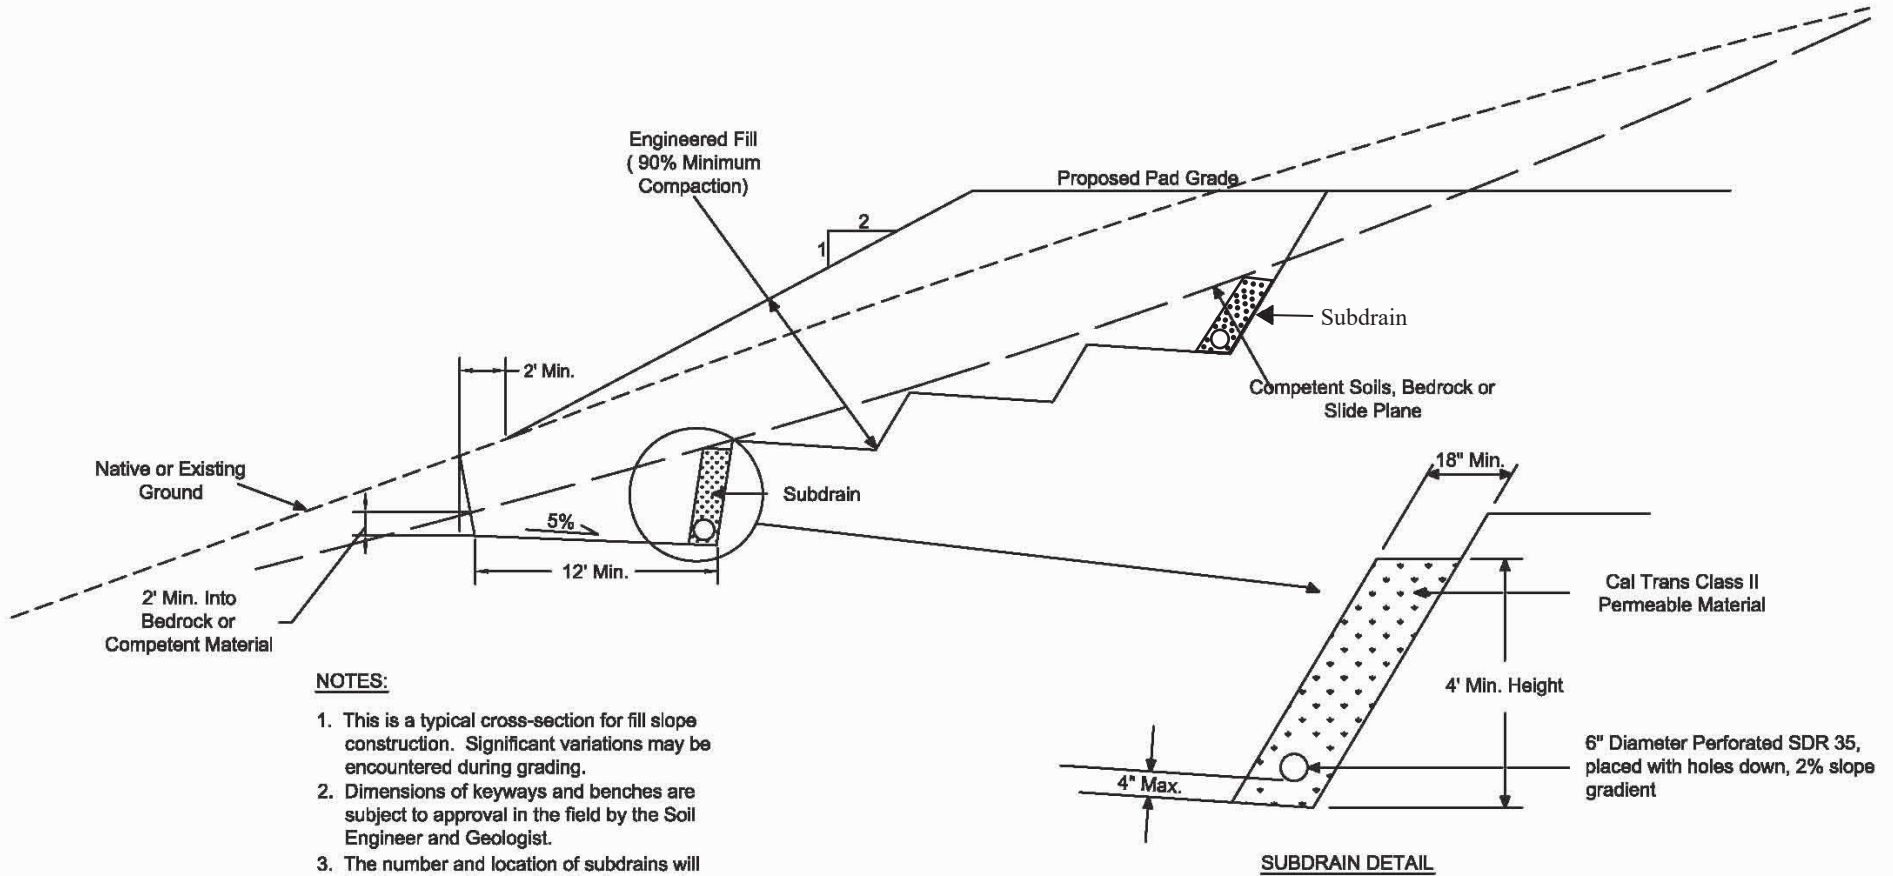 Engineered Fill
( 90% Minimum
Compaction)
Proposed Pad Grade
2
1
2' Min.
Subdrain
Competent Soils, Bedrock or
Slide Plane
Native or Existing
Ground
Subdrain
5%
12' Min.
2' Min. Into
Bedrock or
Competent Material
18" Min.
Cal Trans Class II
Permeable Material
4' Min. Height
6" Diameter Perforated SDR 35,
placed with holes down, 2% slope
gradient
4" Max.
SUBDRAIN DETAIL
NOTES:
1. This is a typical cross-section for fill slope
construction. Significant variations may be
encountered during grading.
2. Dimensions of keyways and benches are
subject to approval in the field by the Soil
Engineer and Geologist.
3. The number and location of subdrains will